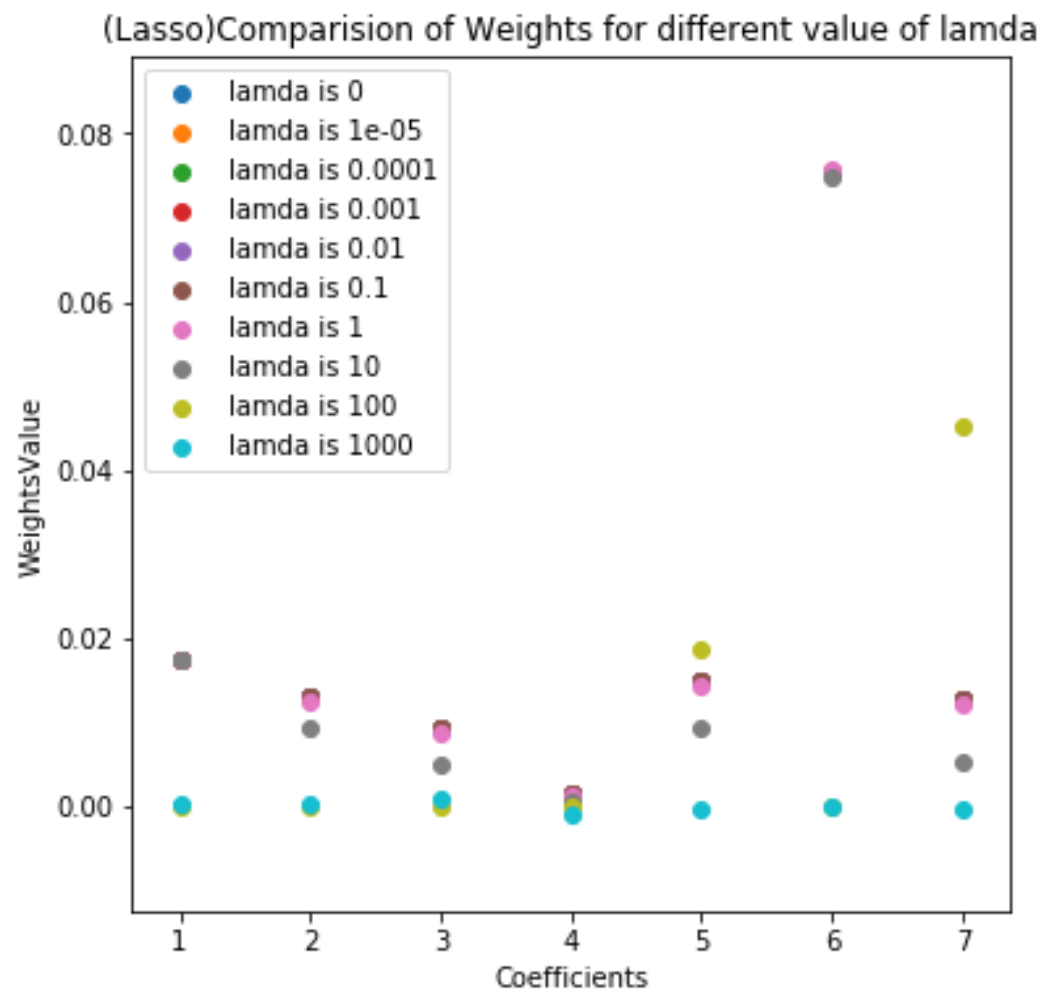 (Lasso)Comparision of Weights for different value of lamda
lamda is 0
lamda is 1e-05
lamda is 0.0001
lamda is 0.001
lamda is 0.01
lamda is 0.1
lamda is 1
lamda is 10
lamda is 100
lamda is 1000
0.08
0.06
0.04
0.02
0.00
WeightsValue
1 2 3 4 5 6 7
Coefficients